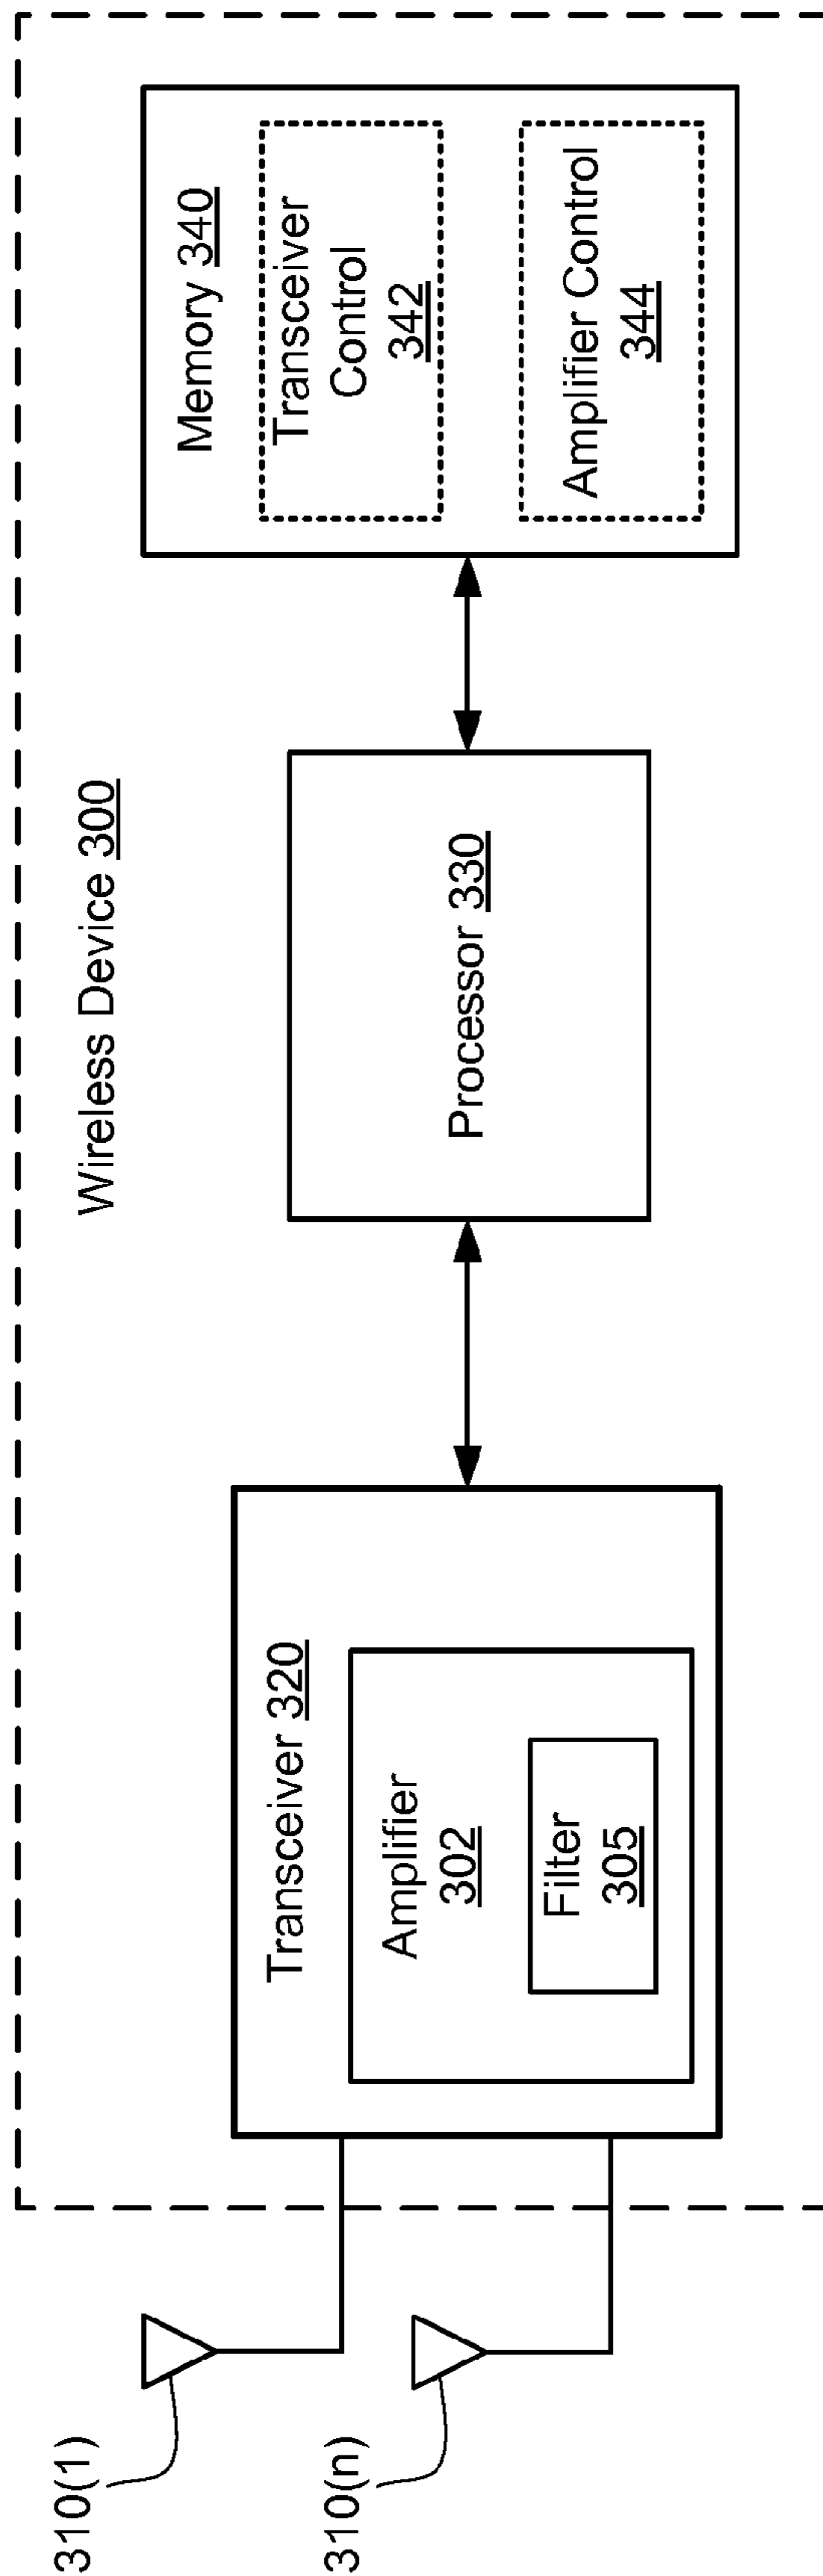 Wireless Device 300
310(1)
310(n)
Transceiver 320
Amplifier
302
Filter
305
Processor 330
Memory 340
Transceiver
Control
342
Amplifier Control
344